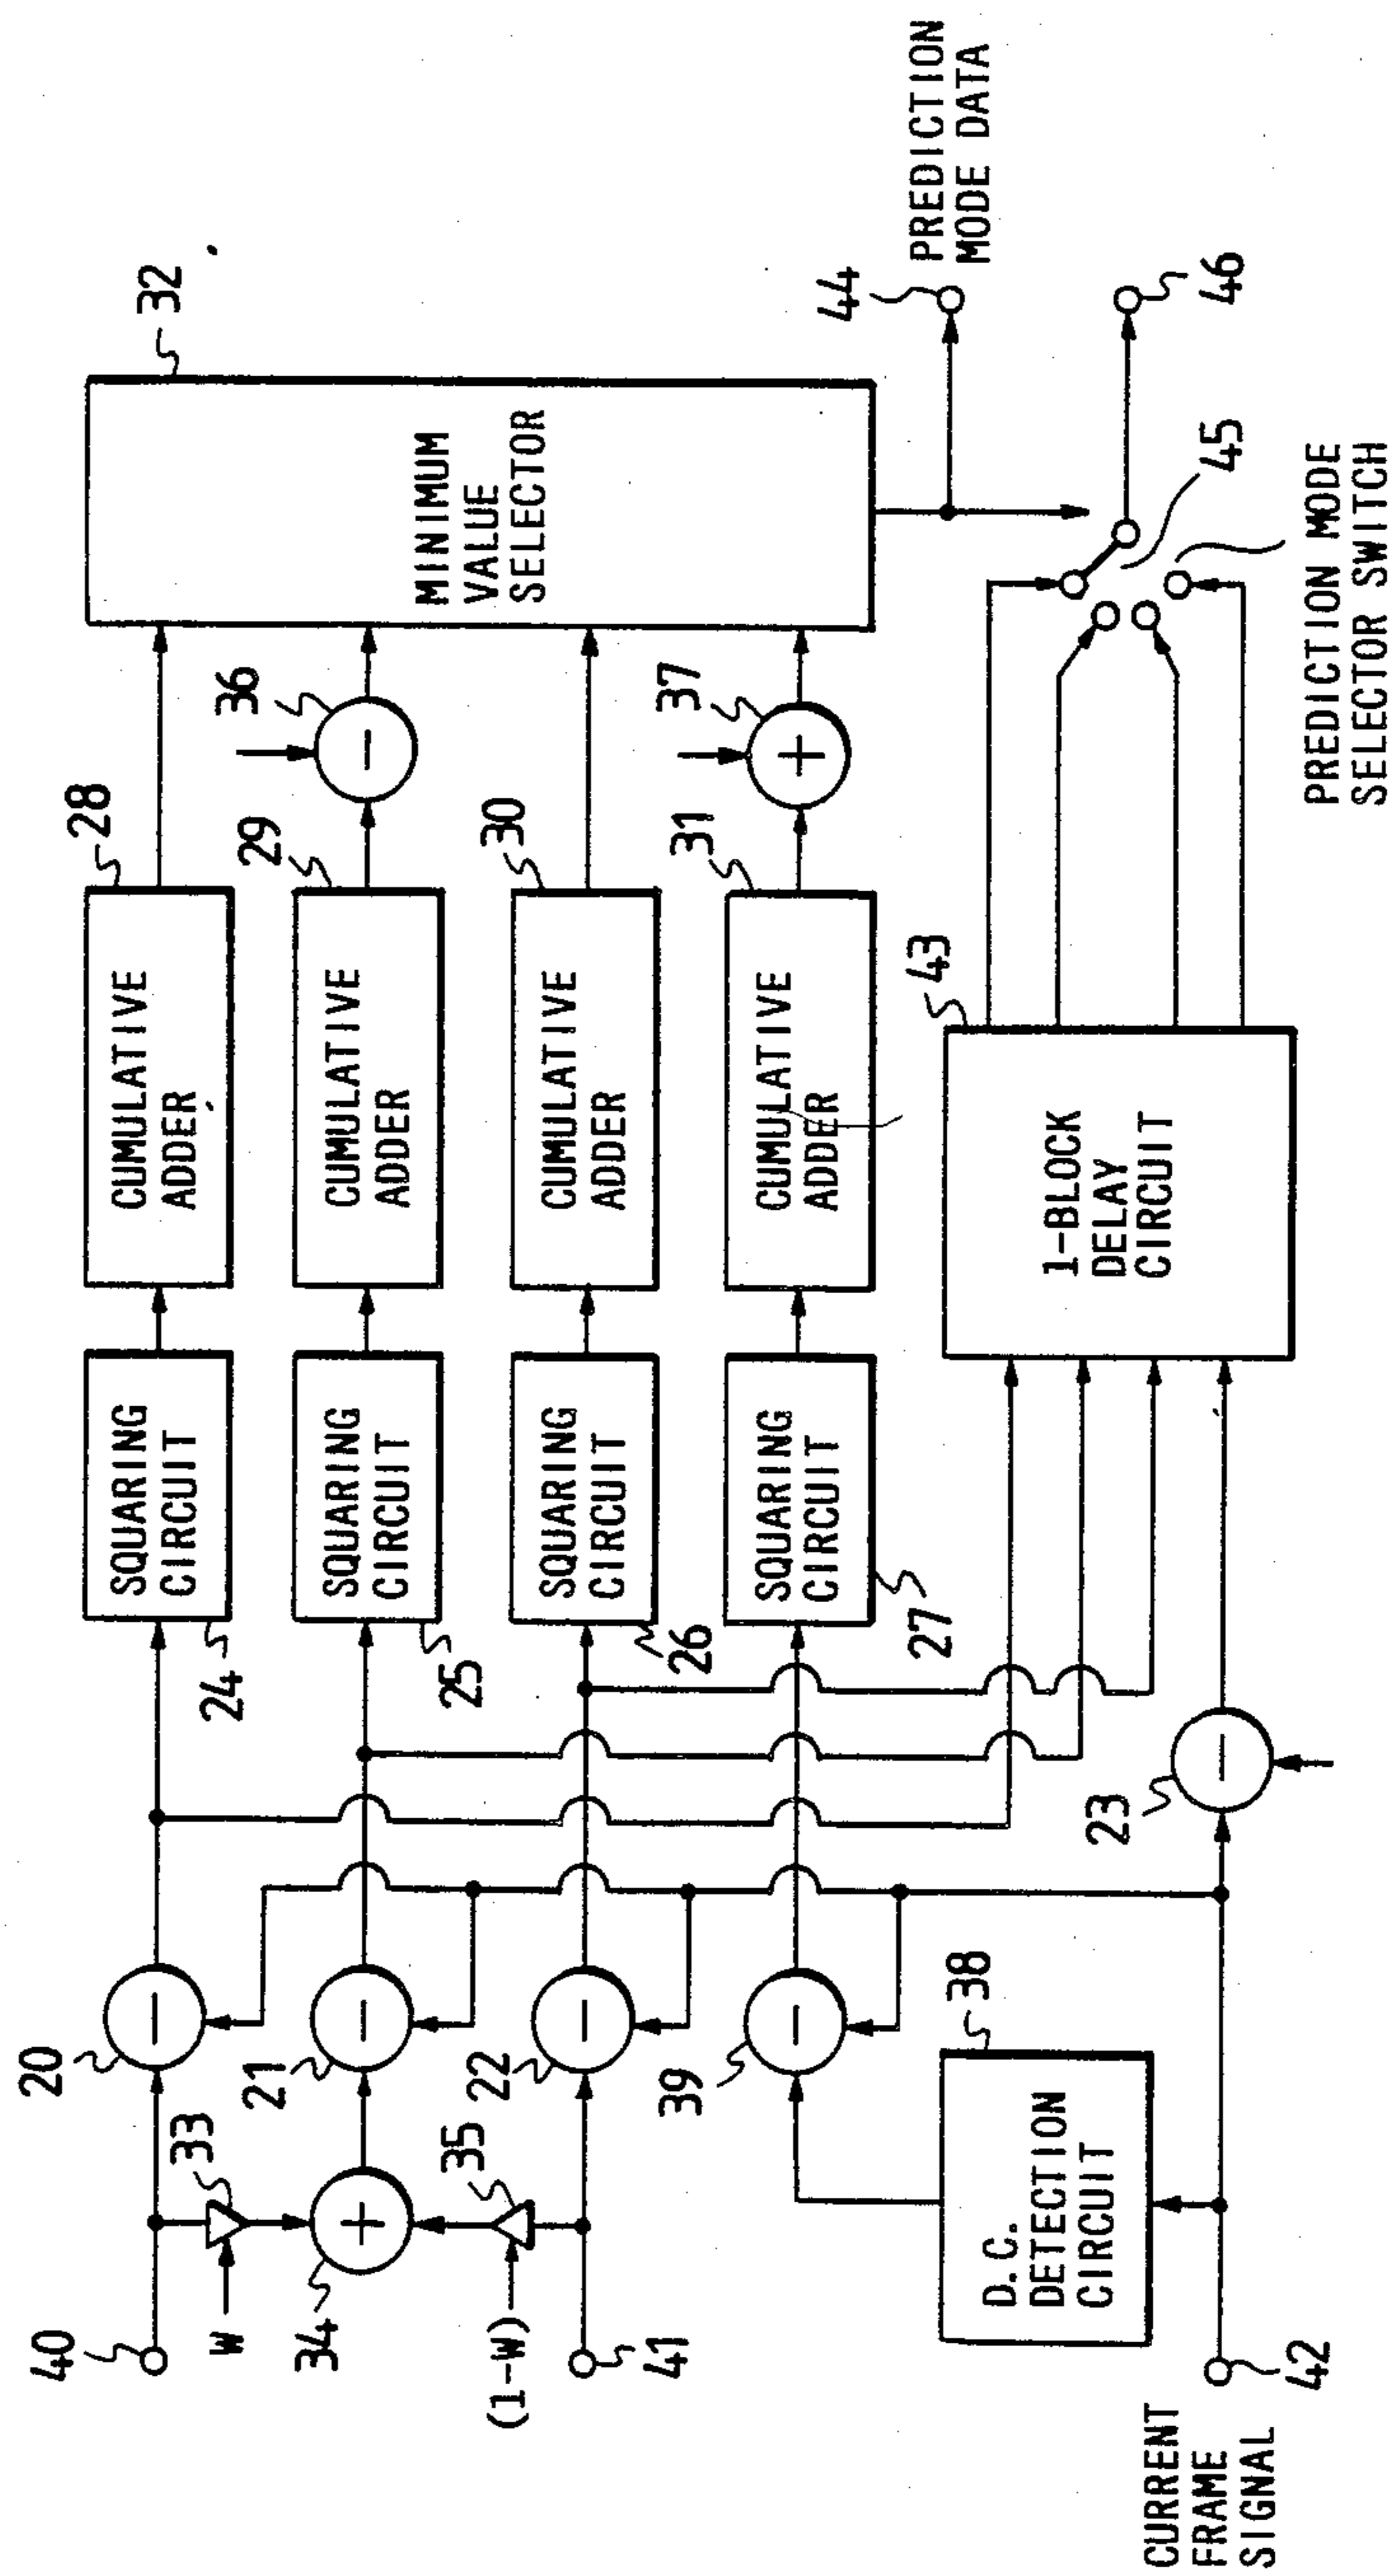 40
W
33
34
35
(1-W)
41
CURRENT
FRAME
SIGNAL
42
20
21
22
39
D.C.
DETECTION
CIRCUIT
38
23
SQUARING
CIRCUIT
24
SQUARING
CIRCUIT
25
SQUARING
CIRCUIT
26
SQUARING
CIRCUIT
27
CUMULATIVE
ADDER
28
CUMULATIVE
ADDER
29
CUMULATIVE
ADDER
30
CUMULATIVE
ADDER
31
1-BLOCK
DELAY
CIRCUIT
43
36
37
MINIMUM
VALUE
SELECTOR
32
45
PREDICTION MODE
SELECTOR SWITCH
44
PREDICTION
MODE DATA
46